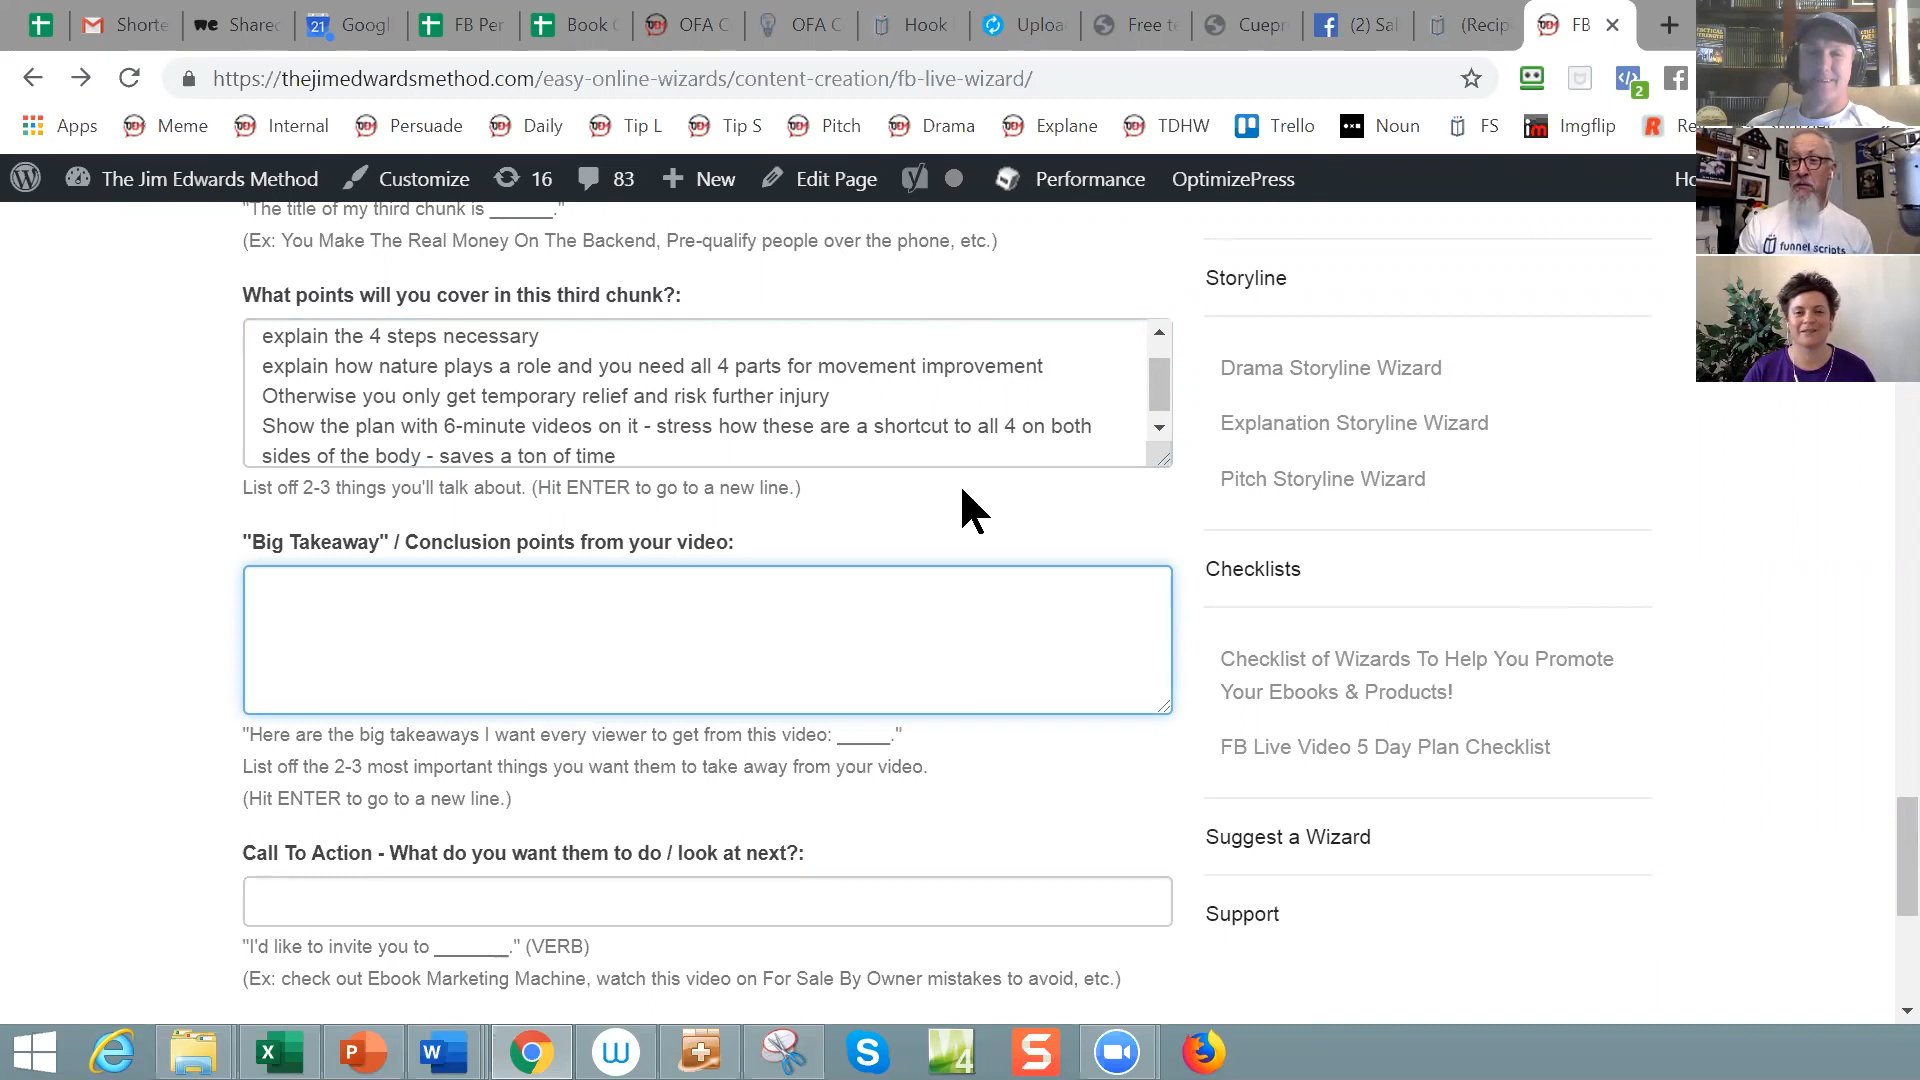 Shorte
Shared
21
Googl
FB Per
Book
OFA C
OFA C
Hook
Uploa
Free te
Cuepr
(2) Sal
(Recip
FB
https://thejimedwardsmethod.com/easy-online-wizards/content-creation/fb-live-wizard/
2
Apps
Meme
Internal
Persuade
Daily
Tip L
Tip S
Pitch
Drama
Explane
TDHW
Trello
Noun
FS
Imgflip
The Jim Edwards Method
Customize
16
83
New
Edit Page
Performance
OptimizePress
funnel scripts
"The title of my third chunk is ______."
(Ex: You Make The Real Money On The Backend, Pre-qualify people over the phone, etc.)
What points will you cover in this third chunk?:
explain the 4 steps necessary
explain how nature plays a role and you need all 4 parts for movement improvement
Otherwise you only get temporary relief and risk further injury
Show the plan with 6-minute videos on it - stress how these are a shortcut to all 4 on both
sides of the body - saves a ton of time
List off 2-3 things you'll talk about. (Hit ENTER to go to a new line.)
"Big Takeaway" / Conclusion points from your video:
"Here are the big takeaways I want every viewer to get from this video: _____."
List off the 2-3 most important things you want them to take away from your video.
(Hit ENTER to go to a new line.)
Call To Action - What do you want them to do / look at next?:
"I'd like to invite you to _______." (VERB)
(Ex: check out Ebook Marketing Machine, watch this video on For Sale By Owner mistakes to avoid, etc.)
Storyline
Drama Storyline Wizard
Explanation Storyline Wizard
Pitch Storyline Wizard
Checklists
Checklist of Wizards To Help You Promote
Your Ebooks & Products!
FB Live Video 5 Day Plan Checklist
Suggest a Wizard
Support